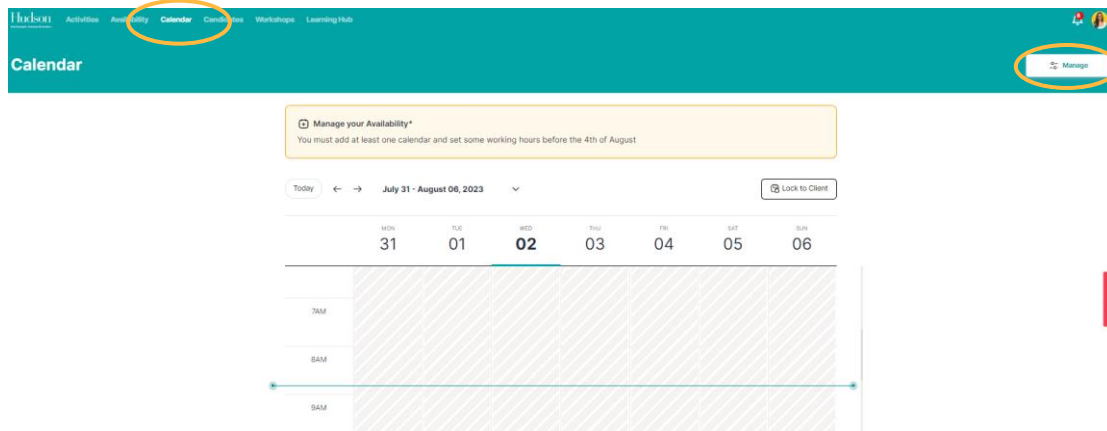 Hudson Activities Availability Calendar Candidates Workshops Learning Hub
Calendar
Manage
Manage your Availability*
You must add at least one calendar and set some working hours before the 4th of August
Today July 31 - August 06, 2023 Lock to Client
MON TUE WED THU FRI SAT SUN
31 01 02 03 04 05 06
7AM
8AM
9AM